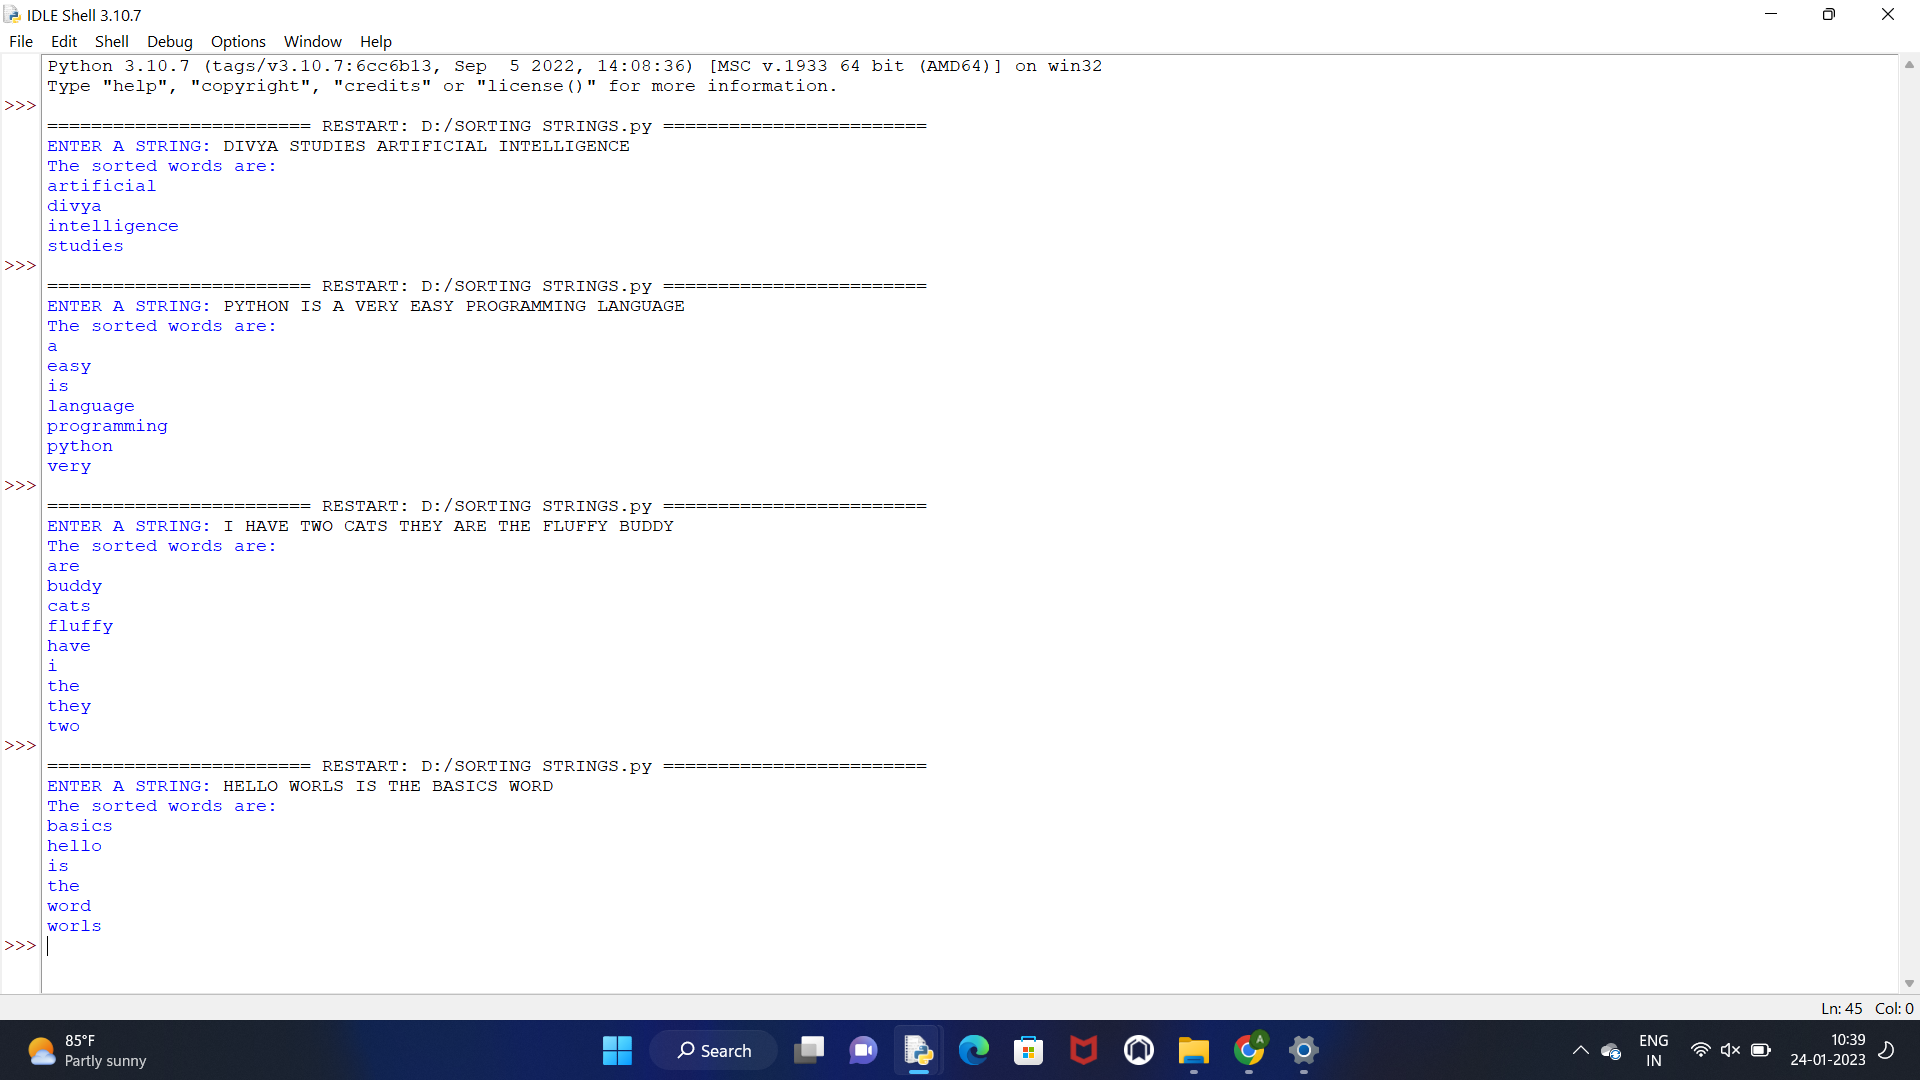 IDLE Shell 3.10.7
File Edit Shell Debug Options Window Help
Python 3.10.7 (tags/v3.10.7:6cc6b13, Sep  5 2022, 14:08:36) [MSC v.1933 64 bit (AMD64)] on win32
Type "help", "copyright", "credits" or "license()" for more information.
>>>
======================== RESTART: D:/SORTING STRINGS.py ========================
ENTER A STRING: DIVYA STUDIES ARTIFICIAL INTELLIGENCE
The sorted words are:
artificial
divya
intelligence
studies
>>>
======================== RESTART: D:/SORTING STRINGS.py ========================
ENTER A STRING: PYTHON IS A VERY EASY PROGRAMMING LANGUAGE
The sorted words are:
a
easy
is
language
programming
python
very
>>>
======================== RESTART: D:/SORTING STRINGS.py ========================
ENTER A STRING: I HAVE TWO CATS THEY ARE THE FLUFFY BUDDY
The sorted words are:
are
buddy
cats
fluffy
have
i
the
they
two
>>>
======================== RESTART: D:/SORTING STRINGS.py ========================
ENTER A STRING: HELLO WORLS IS THE BASICS WORD
The sorted words are:
basics
hello
is
the
word
worls
>>>
Ln: 45 Col: 0
85°F
Partly sunny
Search
A
ENG
IN
10:39
24-01-2023